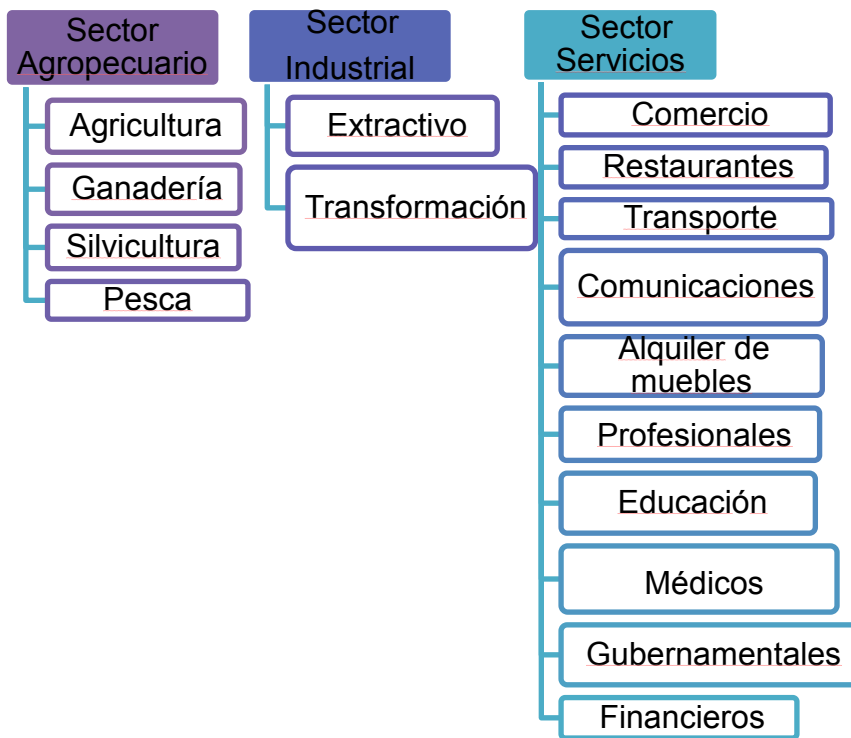 Sector
Agropecuario
Agricultura
Ganadería
Silvicultura
Pesca
Sector
Industrial
Extractivo
Transformación
Sector
Servicios
Comercio
Restaurantes
Transporte
Comunicaciones
Alquiler de
muebles
Profesionales
Educación
Médicos
Gubernamentales
Financieros